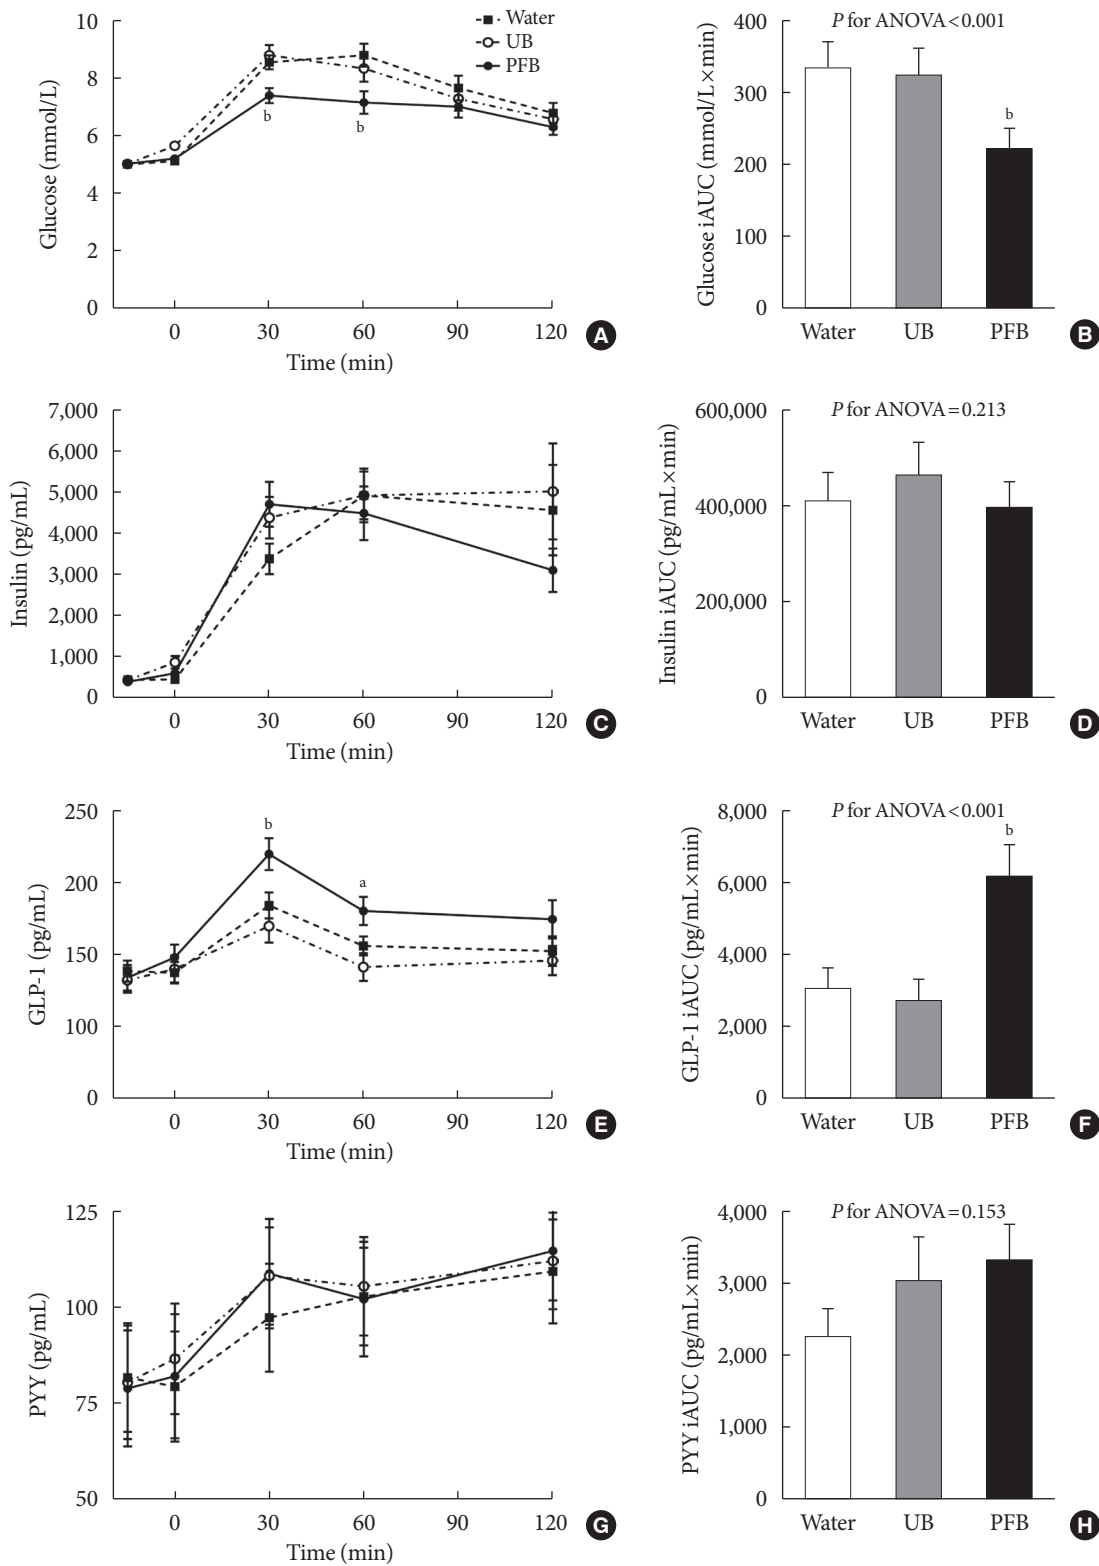 10
8
6
4
2
0
Glucose (mmol/L)
Water
UB
PFB
b
b
0 30 60 90 120
Time (min)
A
400
300
200
100
0
Glucose iAUC (mmol/L×min)
P for ANOVA<0.001
b
Water UB PFB
B
7,000
6,000
5,000
4,000
3,000
2,000
1,000
0
Insulin (pg/mL)
0 30 60 90 120
Time (min)
C
600,000
400,000
200,000
0
Insulin iAUC (pg/mL×min)
P for ANOVA=0.213
Water UB PFB
D
250
200
150
100
0
GLP-1 (pg/mL)
b
a
0 30 60 90 120
Time (min)
E
8,000
6,000
4,000
2,000
0
GLP-1 iAUC (pg/mL×min)
P for ANOVA<0.001
b
Water UB PFB
F
125
100
75
50
PYY (pg/mL)
0 30 60 90 120
Time (min)
G
4,000
3,000
2,000
1,000
0
PYY iAUC (pg/mL×min)
P for ANOVA=0.153
Water UB PFB
H